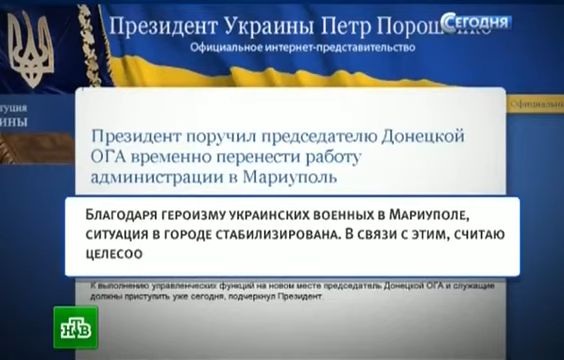 Президент Украины Петр
Сегодня
Официальное интернет-представительство
Президент поручил председателю Донецкой
ОГА временно перенести работу
администрации в Мариуполь
Благодаря героизму украинских военных в Мариуполе,
ситуация в городе стабилизирована. В связи с этим, считаю
целесоо
К выполнению управленческих функций на новом месте председатель Донецкой ОГА и служащие
должны приступить уже сегодня, подчеркнул Президент.
НТВ